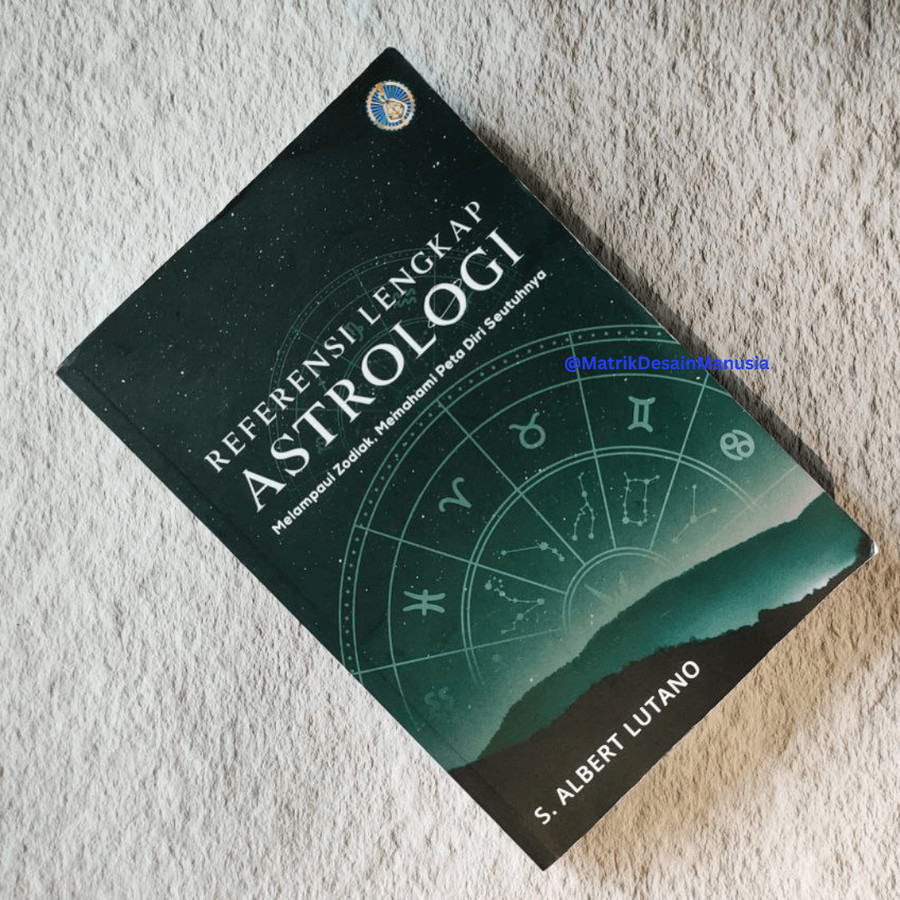 REFERENSI LENGKAP
ASTROLOGI
Melampaui Zodiak, Memahami Peta Diri Seutuhnya
@MatrikDesainManusia
S. ALBERT LUTANO